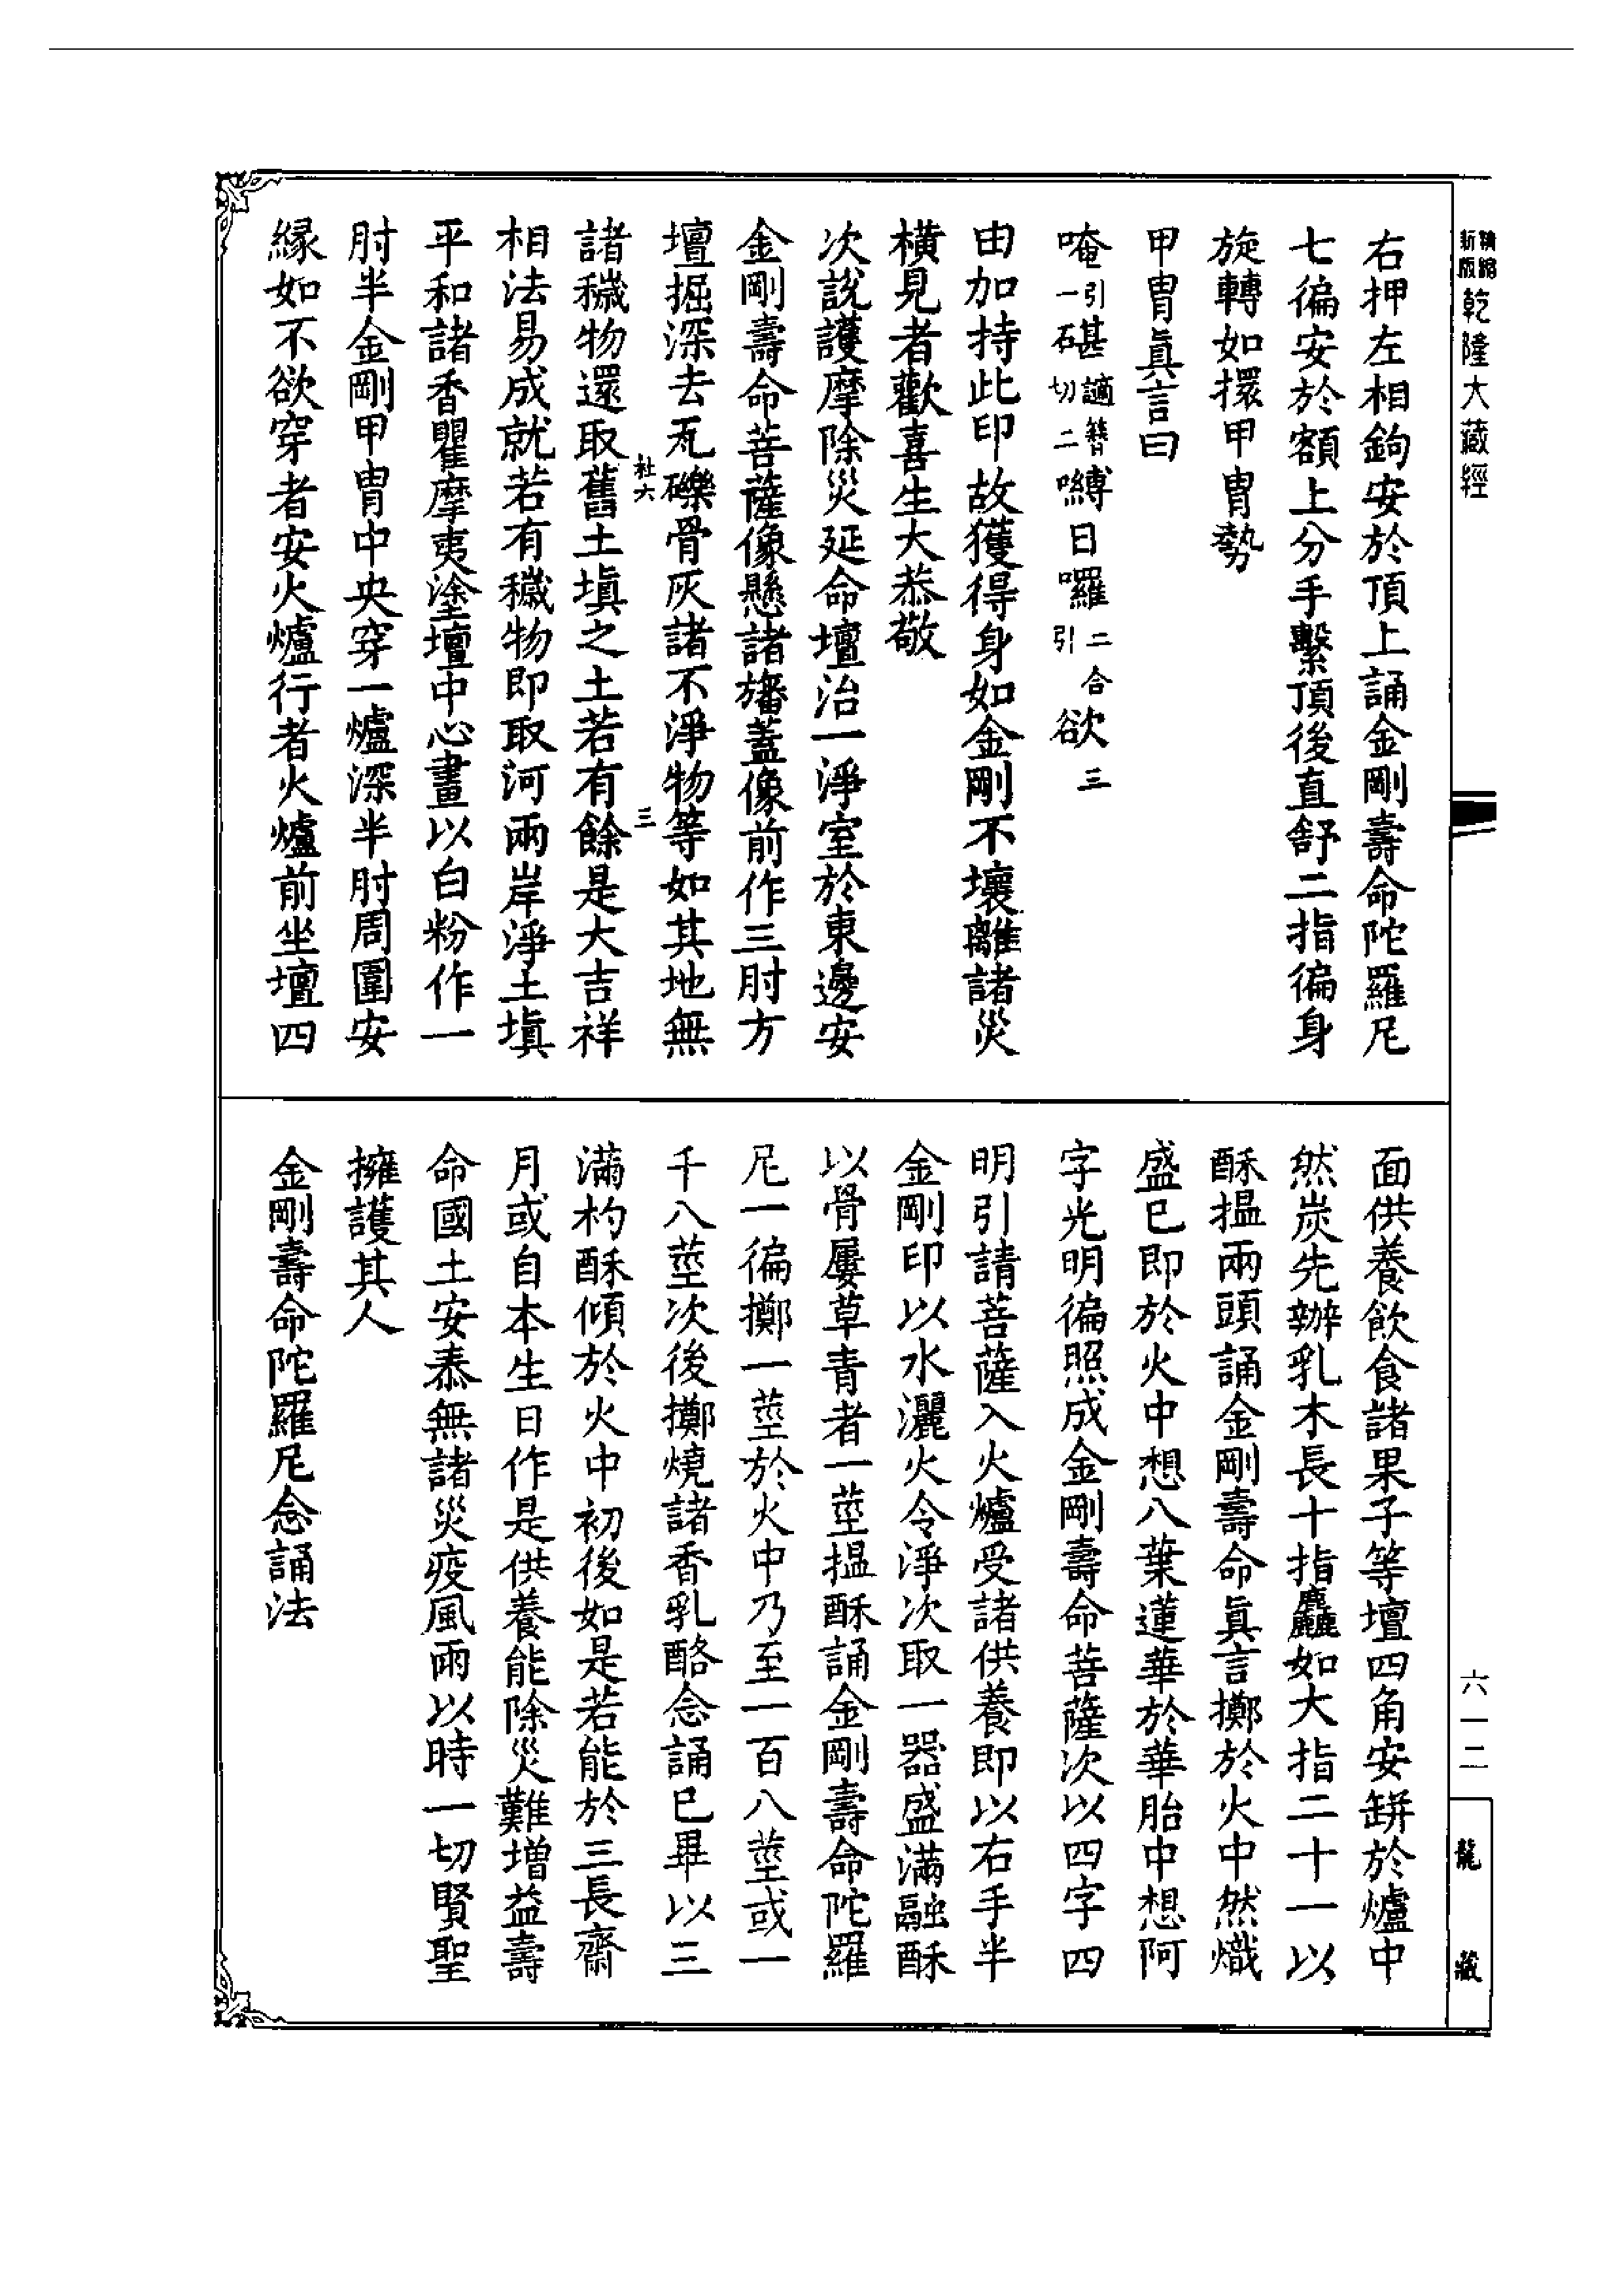 精縮新版乾隆大藏經
右押左相鉤安於頂上誦金剛壽命陀羅尼
七徧安於額上分手繫頂後直舒二指徧身
旋轉如擐甲胄勢
甲胄眞言曰
唵引一砧甚適簪切二嚩日囉二合引欲三
由加持此印故獲得身如金剛不壞離諸災
橫見者歡喜生大恭敬
次說護摩除災延命壇治一淨室於東邊安
金剛壽命菩薩像懸諸旛蓋像前作三肘方
壇掘深去瓦礫骨灰諸不淨物等如其地無
社六 三
諸穢物還取舊土塡之土若有餘是大吉祥
相法易成就若有穢物即取河兩岸淨土塡
平和諸香瞿摩夷塗壇中心畫以白粉作一
肘半金剛甲胄中央穿一爐深半肘周圍安
緣如不欲穿者安火爐行者火爐前坐壇四
面供養飲食諸果子等壇四角安缾於爐中
然炭先辦乳木長十指麤如大指二十一以
酥搵兩頭誦金剛壽命眞言擲於火中然熾
盛已即於火中想八葉蓮華於華胎中想阿
字光明徧照成金剛壽命菩薩次以四字四
明引請菩薩入火爐受諸供養即以右手半
金剛印以水灑火令淨次取一器盛滿融酥
以骨屢草青者一莖搵酥誦金剛壽命陀羅
尼一徧擲一莖於火中乃至一百八莖或一
千八莖次後擲燒諸香乳酪念誦已畢以三
滿杓酥傾於火中初後如是若能於三長齋
月或自本生日作是供養能除災難增益壽
命國土安泰無諸災疫風雨以時一切賢聖
擁護其人
金剛壽命陀羅尼念誦法
六一二
龍藏